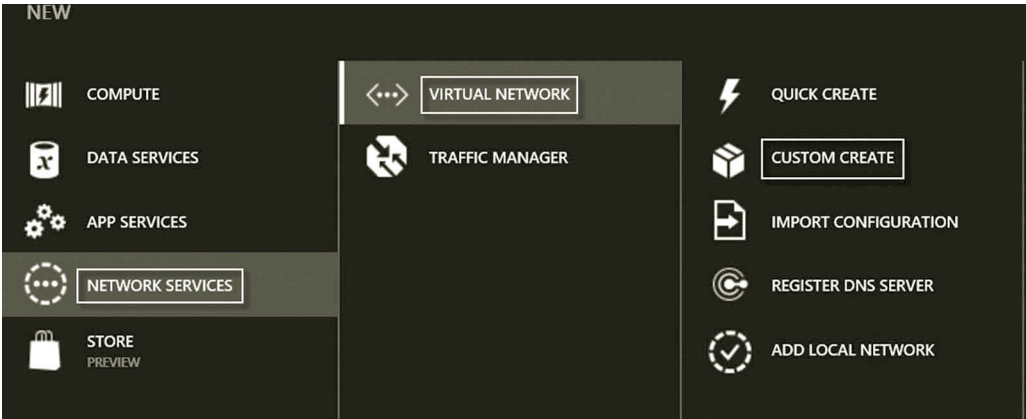 NEW
COMPUTE
DATA SERVICES
APP SERVICES
NETWORK SERVICES
STORE
PREVIEW
VIRTUAL NETWORK
TRAFFIC MANAGER
QUICK CREATE
CUSTOM CREATE
IMPORT CONFIGURATION
REGISTER DNS SERVER
ADD LOCAL NETWORK